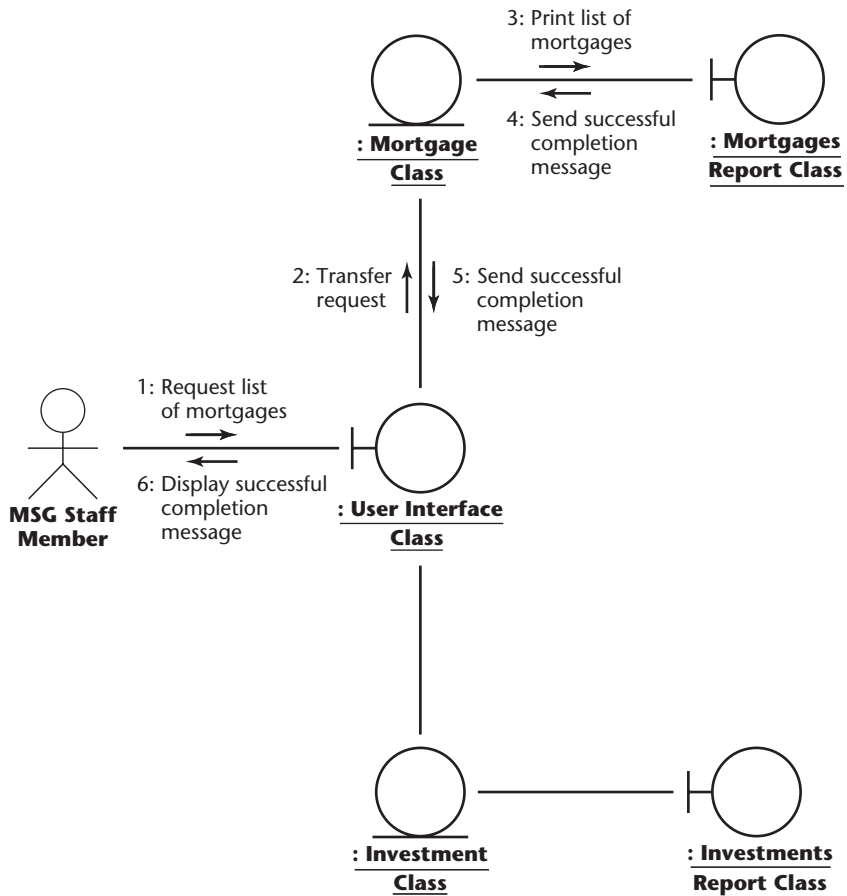 3: Print list of
mortgages
4: Send successful
completion
message
: Mortgage
Class
: Mortgages
Report Class
2: Transfer
request
5: Send successful
completion
message
1: Request list
of mortgages
6: Display successful
completion
message
MSG Staff
Member
: User Interface
Class
: Investment
Class
: Investments
Report Class